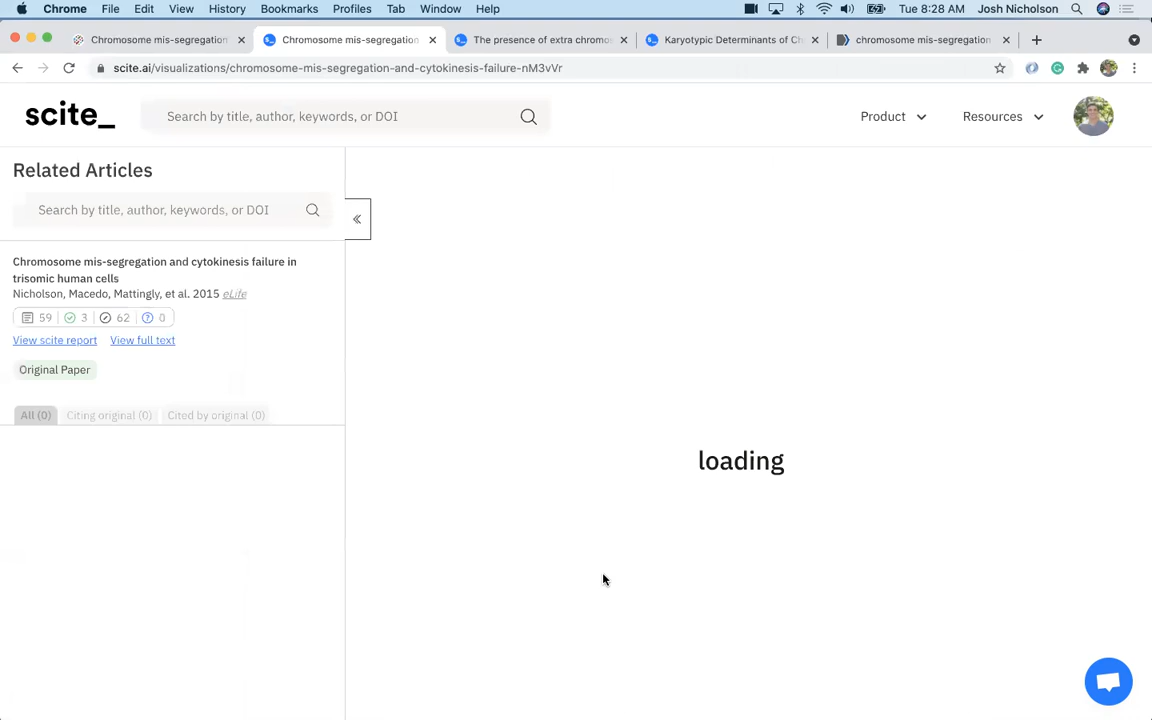 Chrome File Edit View History Bookmarks Profiles Tab Window Help Tue 8:28 AM Josh Nicholson
Chromosome mis-segregation Chromosome mis-segregation The presence of extra chromo Karyotypic Determinants of Ch chromosome mis-segregation
scite.ai/visualizations/chromosome-mis-segregation-and-cytokinesis-failure-nM3vVr
scite_ Search by title, author, keywords, or DOI Product Resources
Related Articles
Search by title, author, keywords, or DOI
Chromosome mis-segregation and cytokinesis failure in
trisomic human cells
Nicholson, Macedo, Mattingly, et al. 2015 eLife
59 3 62 0
View scite report View full text
Original Paper
All (0) Citing original (0) Cited by original (0)
loading